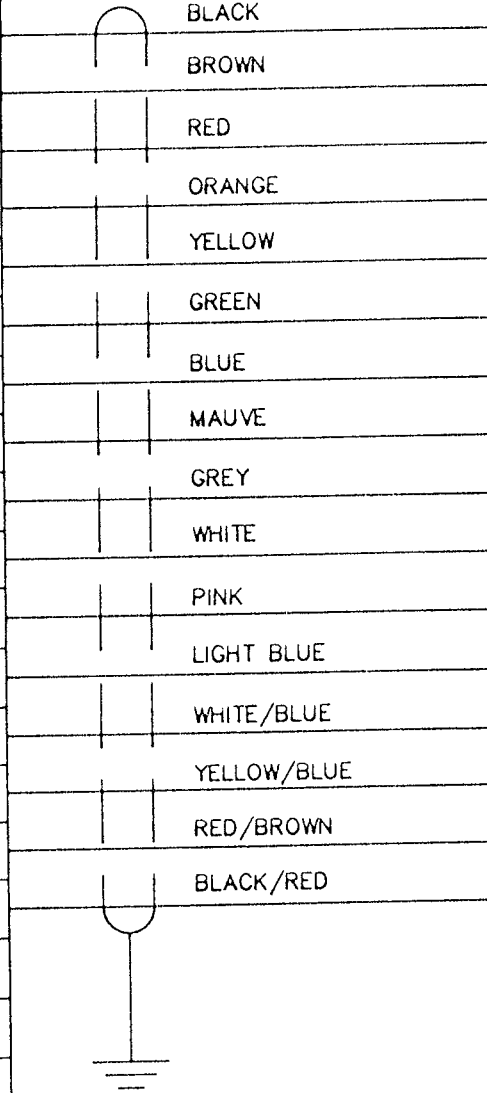 BLACK
BROWN
RED
ORANGE
YELLOW
GREEN
BLUE
MAUVE
GREY
WHITE
PINK
LIGHT BLUE
WHITE/BLUE
YELLOW/BLUE
RED/BROWN
BLACK/RED